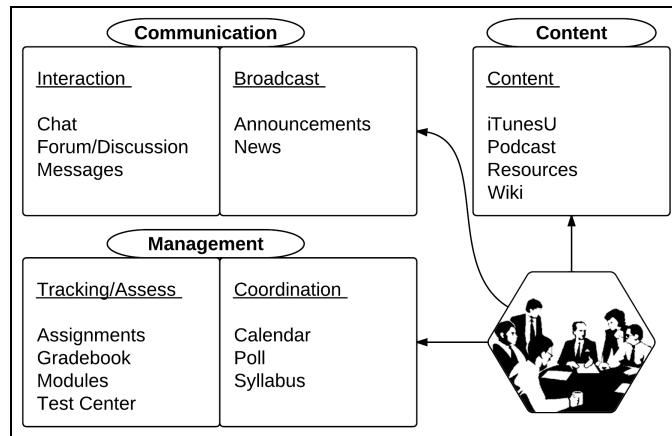 Communication
Interaction
Chat
Forum/Discussion
Messages
Broadcast
Announcements
News
Content
Content
iTunesU
Podcast
Resources
Wiki
Management
Tracking/Assess
Assignments
Gradebook
Modules
Test Center
Coordination
Calendar
Poll
Syllabus